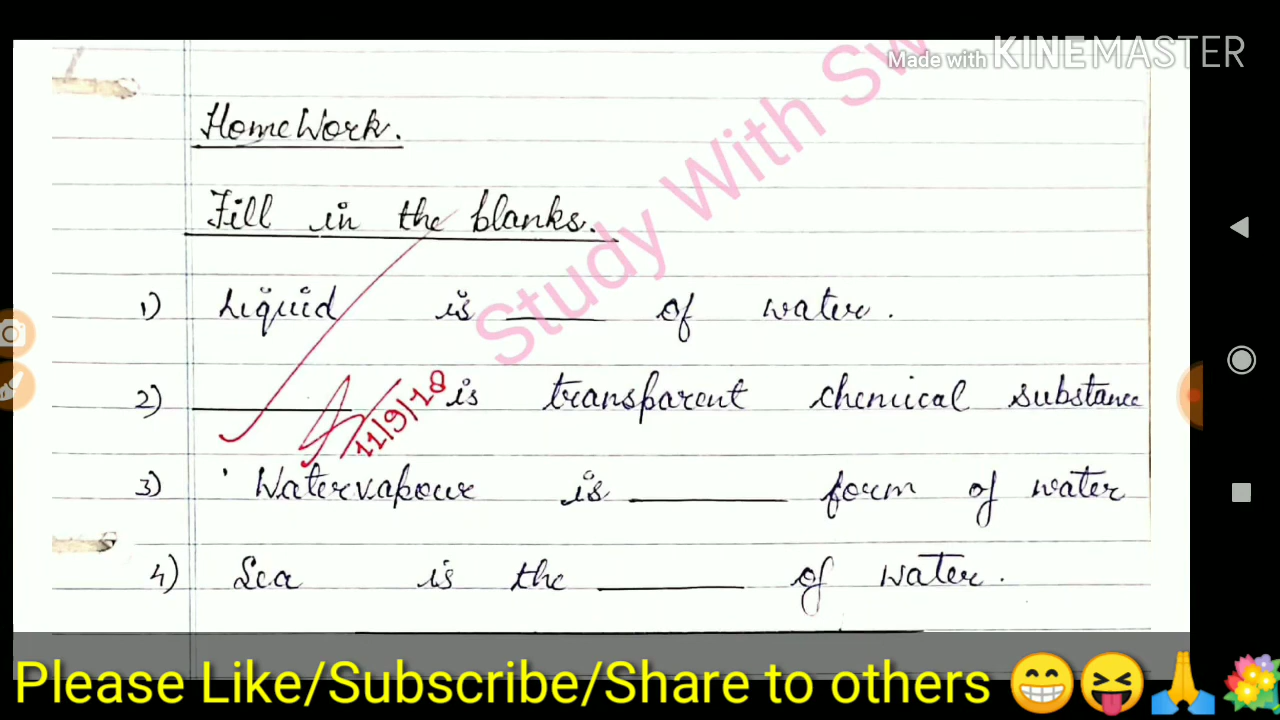 Made with KINEMASTER
Study With Sw
HomeWork.
Fill in the blanks.
1) Liquid is ______ of water.
2) ______ is transparent chemical substance
11/9/18
3) Watervapour is ______ form of water
4) Sea is the ______ of water.
Please Like/Subscribe/Share to others 😁😝🙏💐